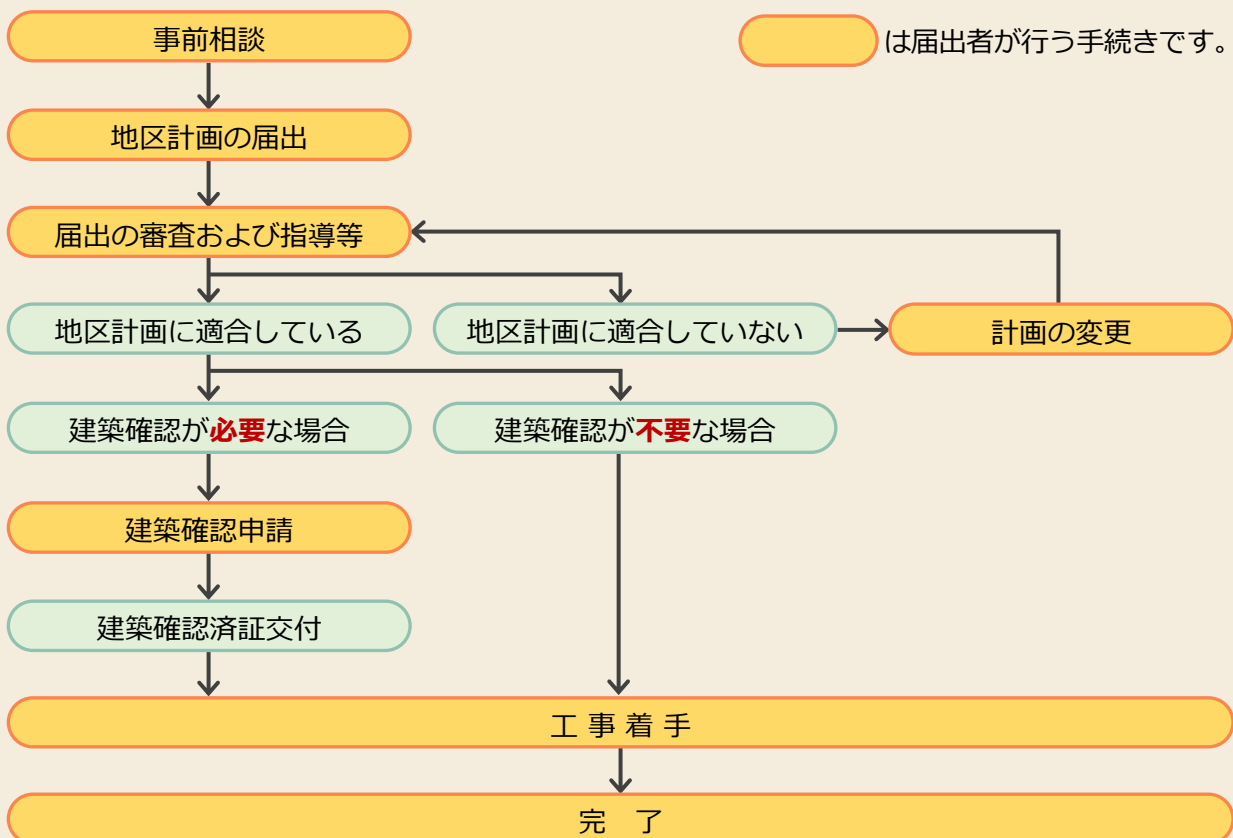 事前相談
は届出者が行う手続きです。
地区計画の届出
届出の審査および指導等
地区計画に適合している
地区計画に適合していない
計画の変更
建築確認が必要な場合
建築確認が不要な場合
建築確認申請
建築確認済証交付
工事着手
完　了